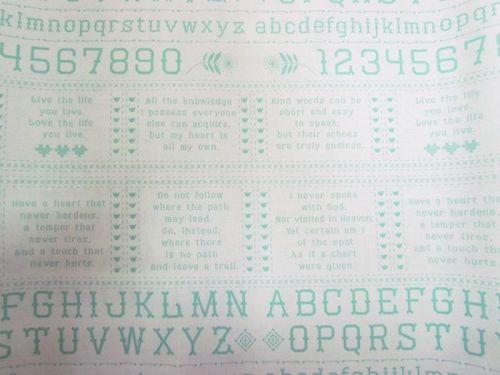 klmnopqrstuvwxyz abcdefghijklmnopq
4567890 1234567
Live the life
you love.
Love the life
you live.
All the knowledge
i possess everyone
else can acquire,
but my heart is
all my own.
Kind words can be
short and easy
to speak,
but their echoes
are truly endless.
Live the life
you love.
Love the life
you live.
Have a heart that
never hardens,
a temper that
never tires,
and a touch that
never hurts.
Do not follow
where the path
may lead.
Go, instead,
where there
is no path
and leave a trail.
i never spoke
with God,
Nor visited in Heaven,
Yet certain am i
of the spot
As if a chart
were given
Have a heart that
never hardens,
a temper that
never tires,
and a touch that
never hurts.
FGHIJKLMN ABCDEFGHI
STUVWXYZ OPQRSTUV